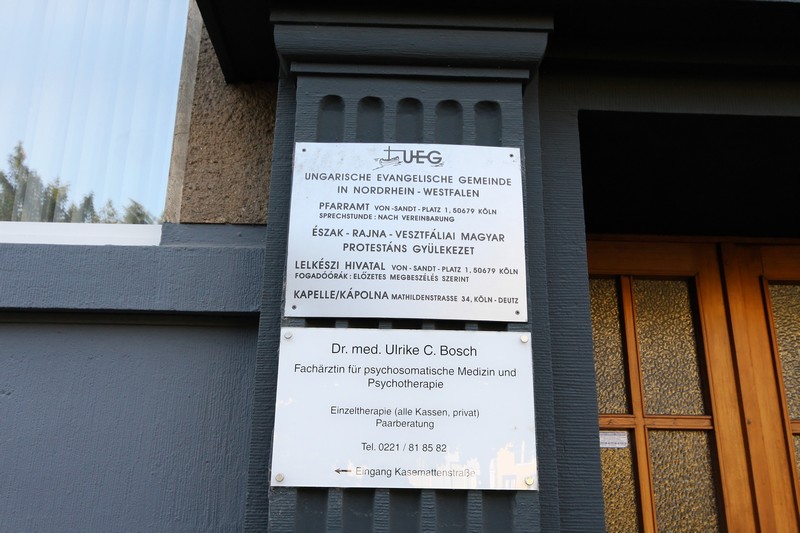 UEG
UNGARISCHE EVANGELISCHE GEMEINDE
IN NORDRHEIN - WESTFALEN
PFARRAMT VON - SANDT - PLATZ 1, 50679 KÖLN
SPRECHSTUNDE : NACH VEREINBARUNG
ÉSZAK - RAJNA - VESZTFÁLIAI MAGYAR
PROTESTÁNS GYÜLEKEZET
LELKÉSZI HIVATAL VON - SANDT - PLATZ 1, 50679 KÖLN
FOGADÓÓRÁK : ELŐZETES MEGBESZÉLÉS SZERINT
KAPELLE/KÁPOLNA MATHILDENSTRASSE 34, KÖLN - DEUTZ
Dr. med. Ulrike C. Bosch
Fachärztin für psychosomatische Medizin und
Psychotherapie
Einzeltherapie (alle Kassen, privat)
Paarberatung
Tel. 0221 / 81 85 82
← Eingang Kasemattenstraße